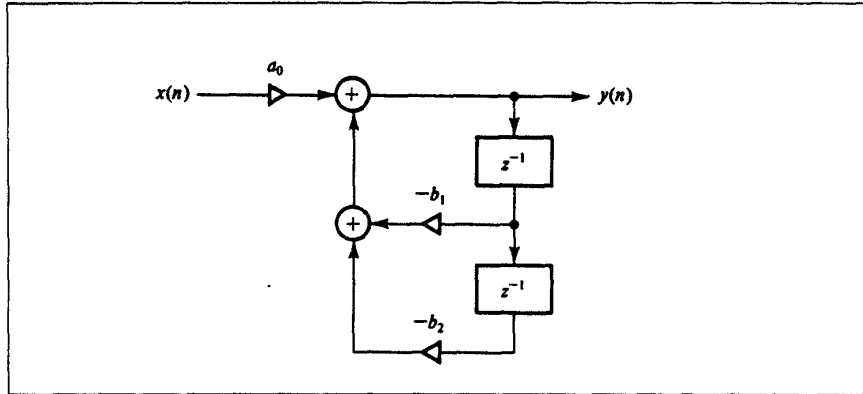 a₀
x(n)
+
y(n)
z⁻¹
−b₁
+
z⁻¹
−b₂